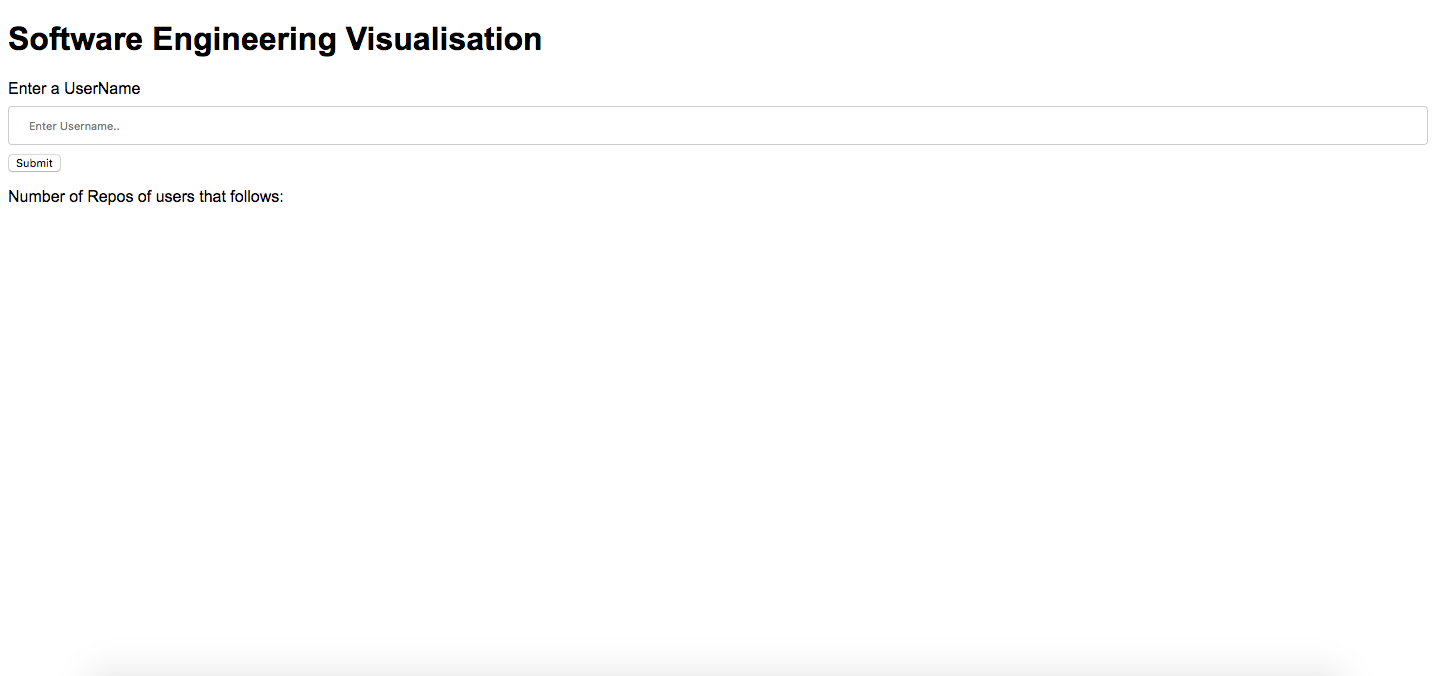 Software Engineering Visualisation
Enter a UserName
Enter Username..
Submit
Number of Repos of users that follows: